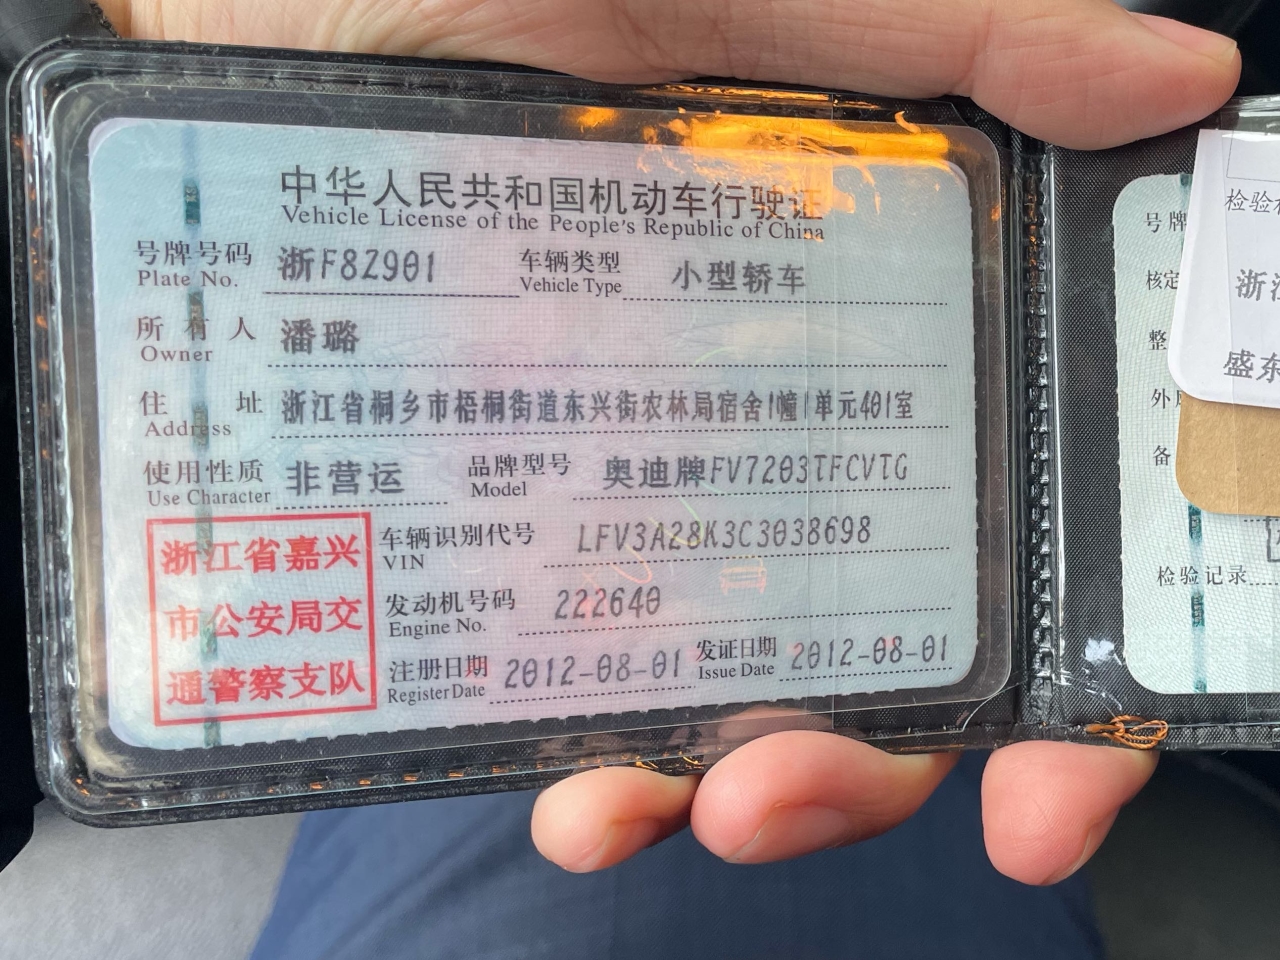 中华人民共和国机动车行驶证
Vehicle License of the People's Republic of China
号牌号码 浙F8Z901 车辆类型 小型轿车
Plate No. Vehicle Type
所有人 潘璐
Owner
住址 浙江省桐乡市梧桐街道东兴街农林局宿舍1幢1单元401室
Address
使用性质 非营运 品牌型号 奥迪牌FV7203TFCVTG
Use Character Model
车辆识别代号 LFV3A28K3C3038698
VIN
发动机号码 222640
Engine No.
注册日期 2012-08-01 发证日期 2012-08-01
Register Date Issue Date
浙江省嘉兴
市公安局交
通警察支队
号牌
核定
整
外
备
检验记录
检验
浙江
盛东